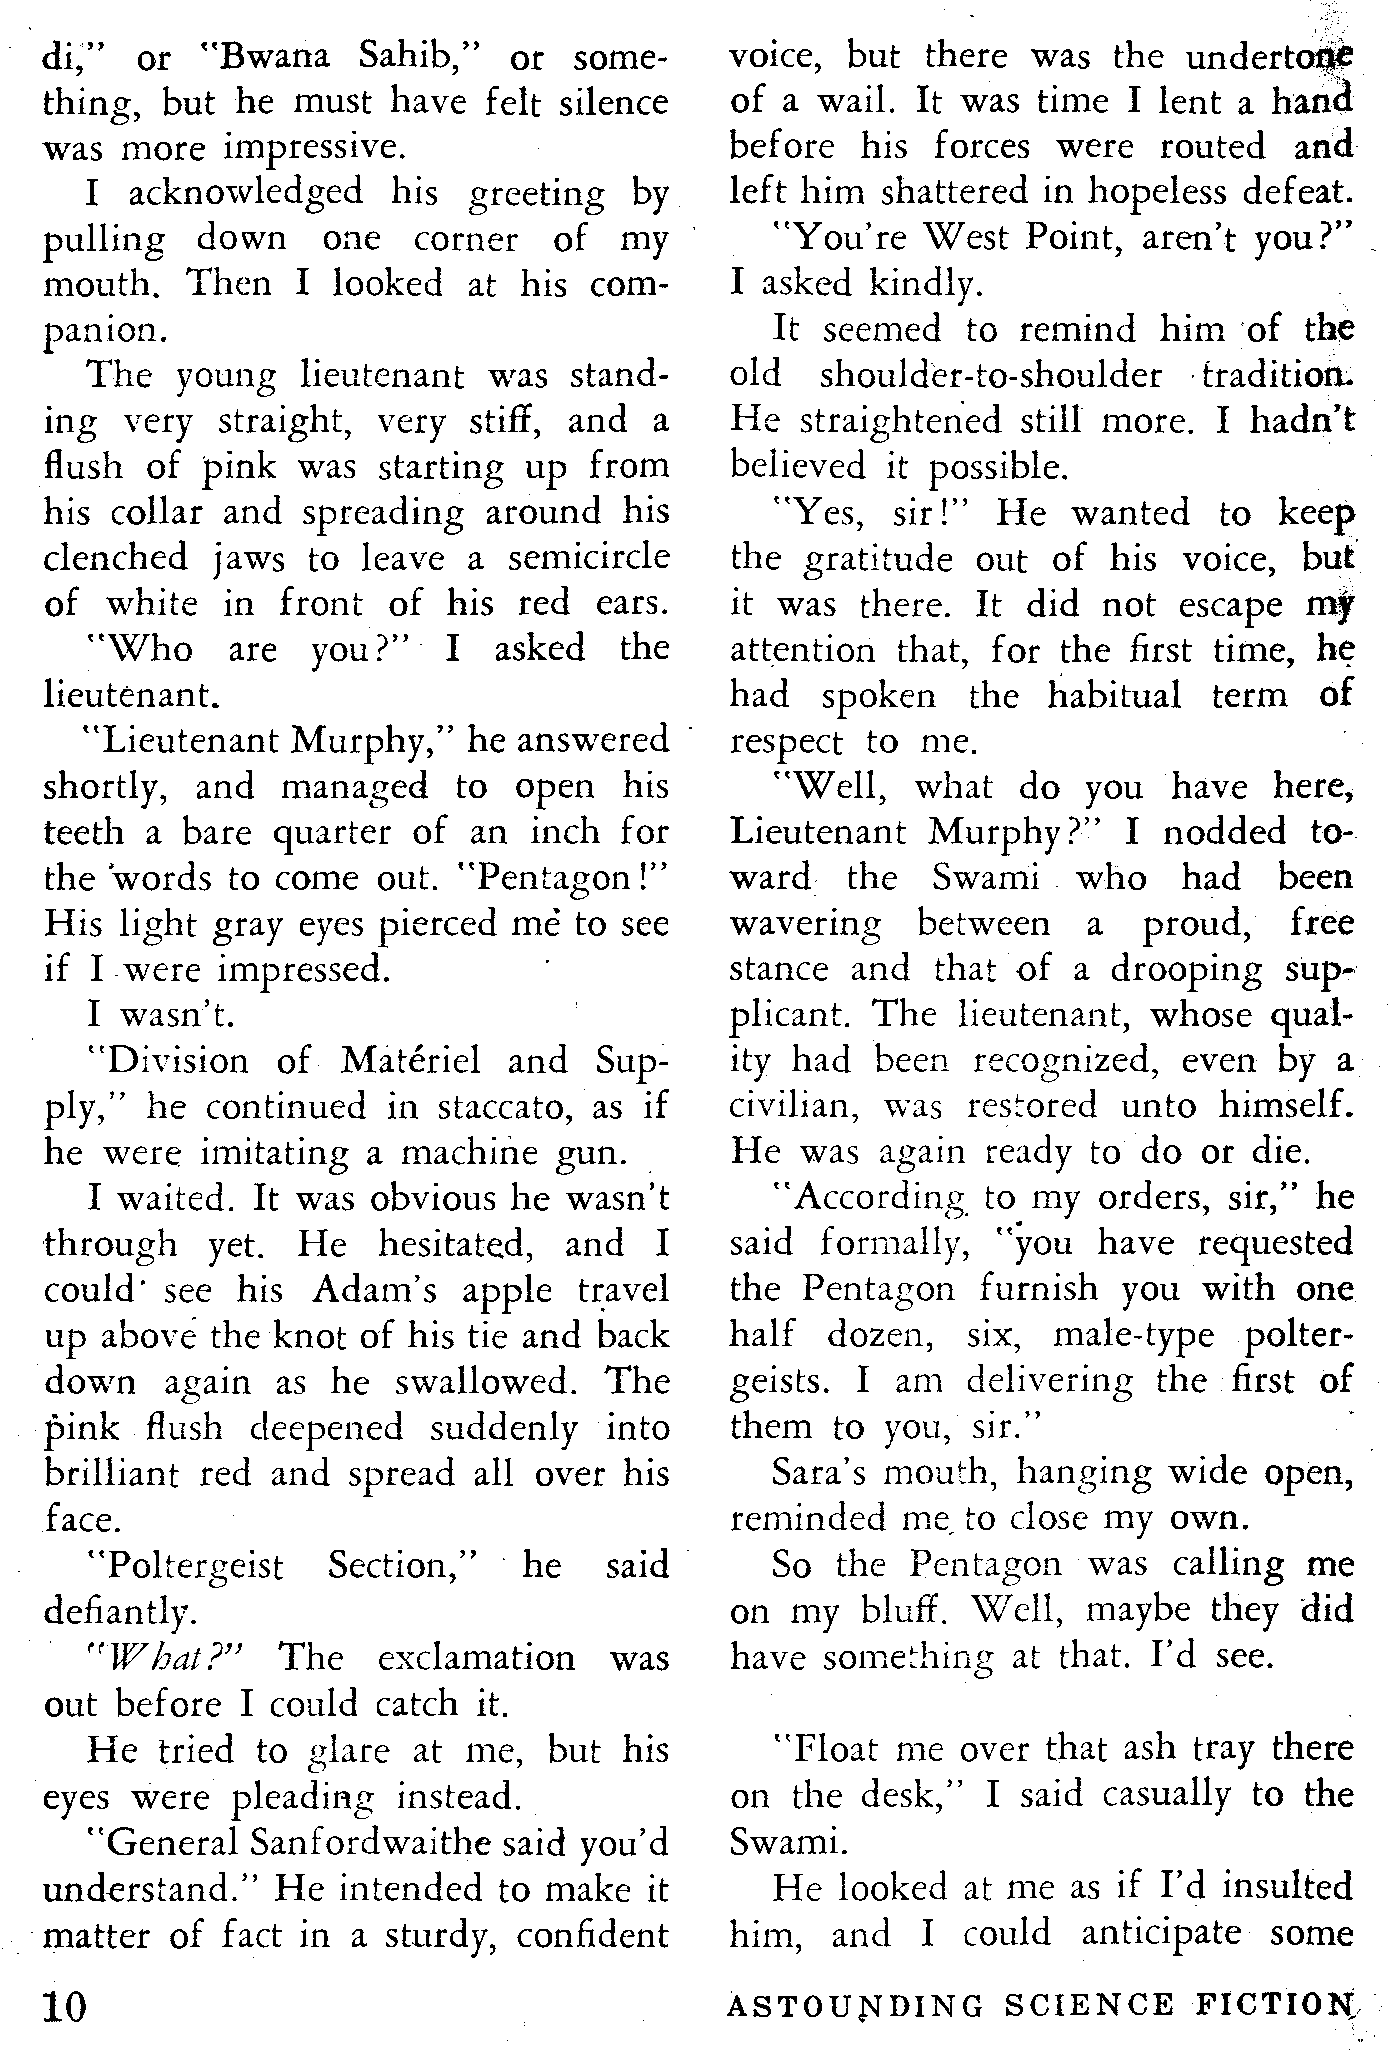 di," or "Bwana Sahib," or some-
thing, but he must have felt silence
was more impressive.
I acknowledged his greeting by
pulling down one corner of my
mouth. Then I looked at his com-
panion.
The young lieutenant was stand-
ing very straight, very stiff, and a
flush of pink was starting up from
his collar and spreading around his
clenched jaws to leave a semicircle
of white in front of his red ears.
"Who are you?" I asked the
lieutenant.
"Lieutenant Murphy," he answered
shortly, and managed to open his
teeth a bare quarter of an inch for
the words to come out. "Pentagon!"
His light gray eyes pierced me to see
if I were impressed.
I wasn't.
"Division of Matériel and Sup-
ply," he continued in staccato, as if
he were imitating a machine gun.
I waited. It was obvious he wasn't
through yet. He hesitated, and I
could see his Adam's apple travel
up above the knot of his tie and back
down again as he swallowed. The
pink flush deepened suddenly into
brilliant red and spread all over his
face.
"Poltergeist Section," he said
defiantly.
"What?" The exclamation was
out before I could catch it.
He tried to glare at me, but his
eyes were pleading instead.
"General Sanfordwaithe said you'd
understand." He intended to make it
matter of fact in a sturdy, confident
voice, but there was the undertone
of a wail. It was time I lent a hand
before his forces were routed and
left him shattered in hopeless defeat.
"You're West Point, aren't you?"
I asked kindly.
It seemed to remind him of the
old shoulder-to-shoulder tradition.
He straightened still more. I hadn't
believed it possible.
"Yes, sir!" He wanted to keep
the gratitude out of his voice, but
it was there. It did not escape my
attention that, for the first time, he
had spoken the habitual term of
respect to me.
"Well, what do you have here,
Lieutenant Murphy?" I nodded to-
ward the Swami who had been
wavering between a proud, free
stance and that of a drooping sup-
plicant. The lieutenant, whose qual-
ity had been recognized, even by a
civilian, was restored unto himself.
He was again ready to do or die.
"According to my orders, sir," he
said formally, "you have requested
the Pentagon furnish you with one
half dozen, six, male-type polter-
geists. I am delivering the first of
them to you, sir."
Sara's mouth, hanging wide open,
reminded me to close my own.
So the Pentagon was calling me
on my bluff. Well, maybe they did
have something at that. I'd see.
"Float me over that ash tray there
on the desk," I said casually to the
Swami.
He looked at me as if I'd insulted
him, and I could anticipate some
10
ASTOUNDING SCIENCE FICTION